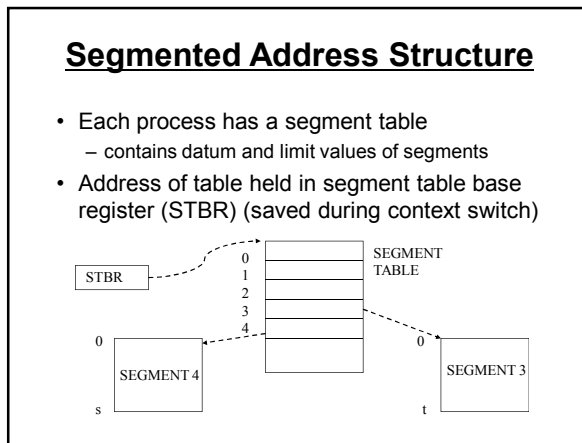 Segmented Address Structure
• Each process has a segment table
– contains datum and limit values of segments
• Address of table held in segment table base
register (STBR) (saved during context switch)
STBR
0
1
2
3
4
SEGMENT
TABLE
0
SEGMENT 4
s
0
SEGMENT 3
t